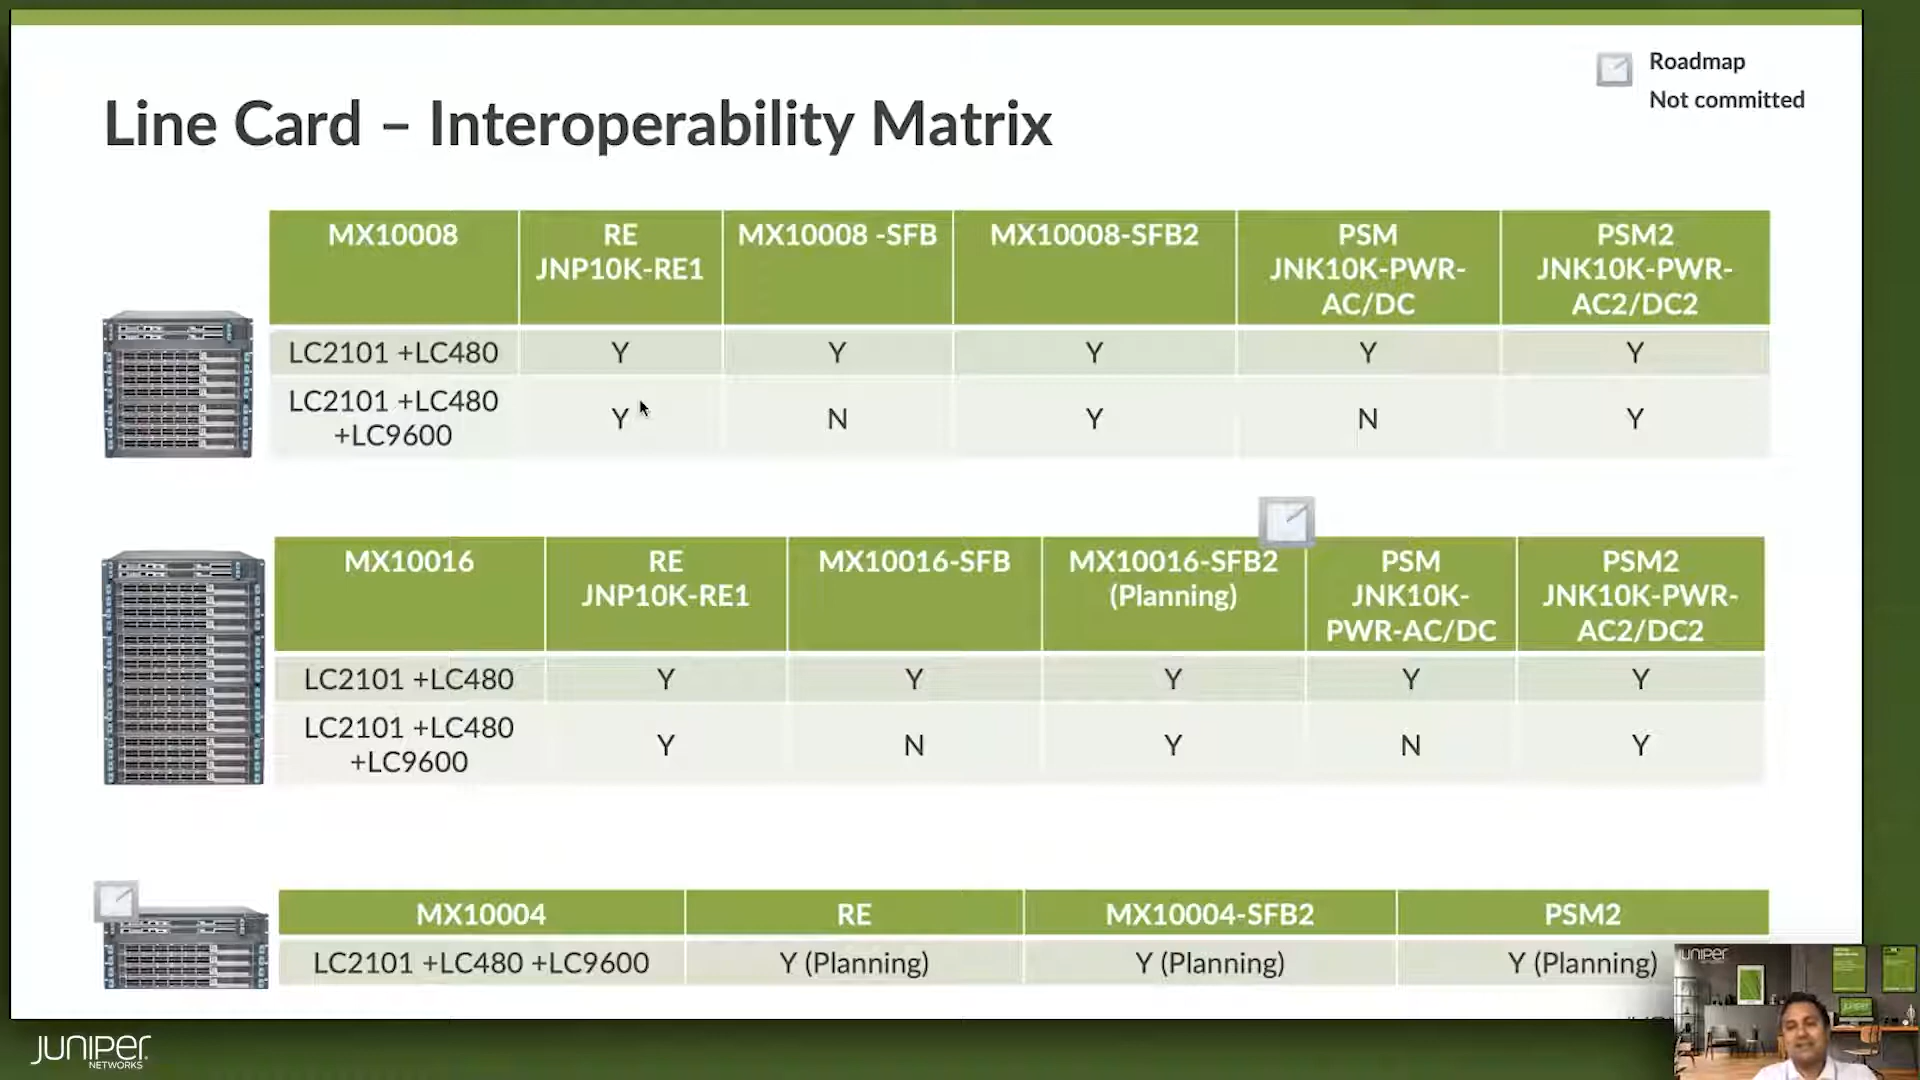 Roadmap
Not committed
Line Card – Interoperability Matrix
MX10008
RE
JNP10K-RE1
MX10008 -SFB
MX10008-SFB2
PSM
JNK10K-PWR-
AC/DC
PSM2
JNK10K-PWR-
AC2/DC2
LC2101 +LC480
Y
Y
Y
Y
Y
LC2101 +LC480
+LC9600
Y
N
Y
N
Y
MX10016
RE
JNP10K-RE1
MX10016-SFB
MX10016-SFB2
(Planning)
PSM
JNK10K-
PWR-AC/DC
PSM2
JNK10K-PWR-
AC2/DC2
LC2101 +LC480
Y
Y
Y
Y
Y
LC2101 +LC480
+LC9600
Y
N
Y
N
Y
MX10004
RE
MX10004-SFB2
PSM2
LC2101 +LC480 +LC9600
Y (Planning)
Y (Planning)
Y (Planning)
JUNIPER
NETWORKS